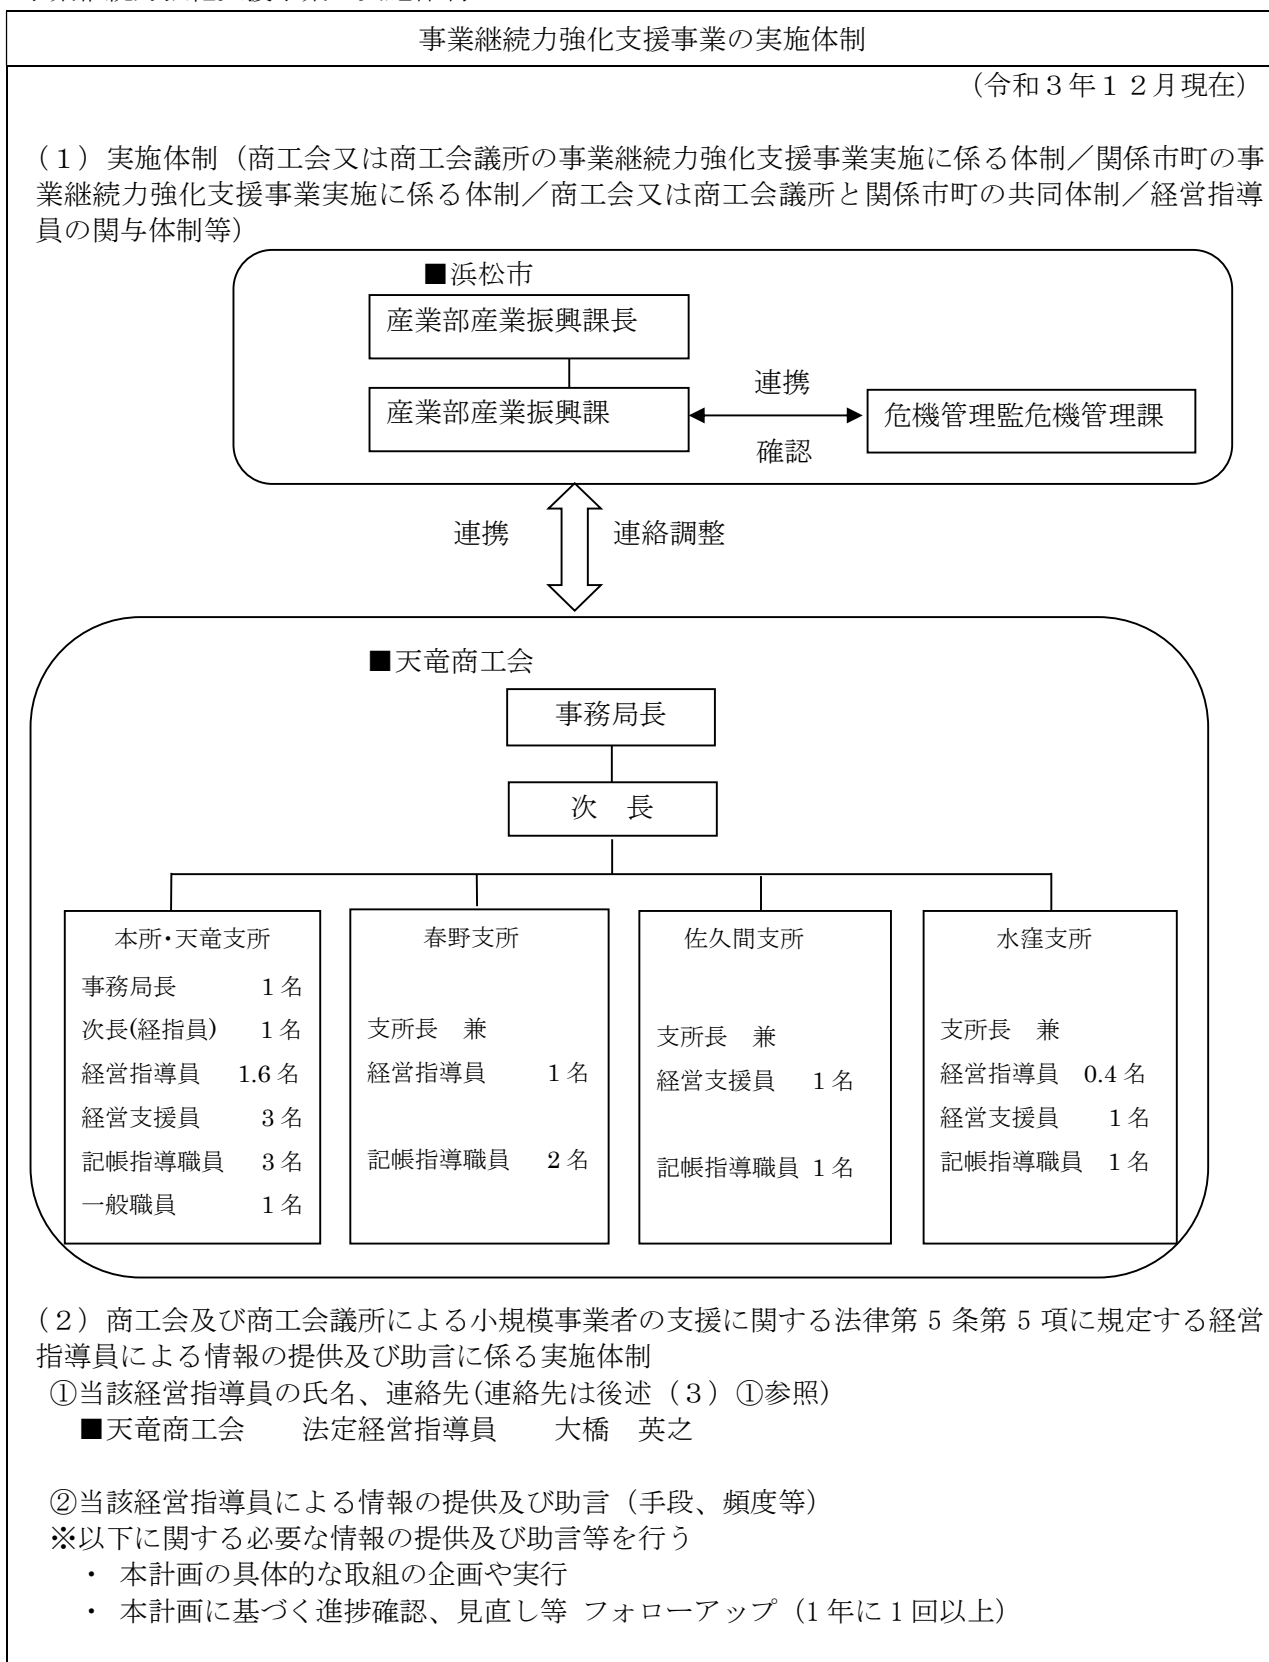 事業継続力強化支援事業の実施体制
（令和３年１２月現在）
（１）実施体制（商工会又は商工会議所の事業継続力強化支援事業実施に係る体制／関係市町の事
業継続力強化支援事業実施に係る体制／商工会又は商工会議所と関係市町の共同体制／経営指導
員の関与体制等）
■浜松市
産業部産業振興課長
産業部産業振興課
連携
確認
危機管理監危機管理課
連携
連絡調整
■天竜商工会
事務局長
次　長
本所・天竜支所
事務局長　1 名
次長(経指員)　1 名
経営指導員　1.6 名
経営支援員　3 名
記帳指導職員　3 名
一般職員　1 名
春野支所
支所長　兼
経営指導員　1 名
記帳指導職員　2 名
佐久間支所
支所長　兼
経営支援員　1 名
記帳指導職員 1 名
水窪支所
支所長　兼
経営指導員　0.4 名
経営支援員　1 名
記帳指導職員　1 名
（２）商工会及び商工会議所による小規模事業者の支援に関する法律第 5 条第 5 項に規定する経営
指導員による情報の提供及び助言に係る実施体制
①当該経営指導員の氏名、連絡先(連絡先は後述（３）①参照）
■天竜商工会　　法定経営指導員　　大橋　英之
②当該経営指導員による情報の提供及び助言（手段、頻度等）
※以下に関する必要な情報の提供及び助言等を行う
・ 本計画の具体的な取組の企画や実行
・ 本計画に基づく進捗確認、見直し等 フォローアップ（1 年に 1 回以上）